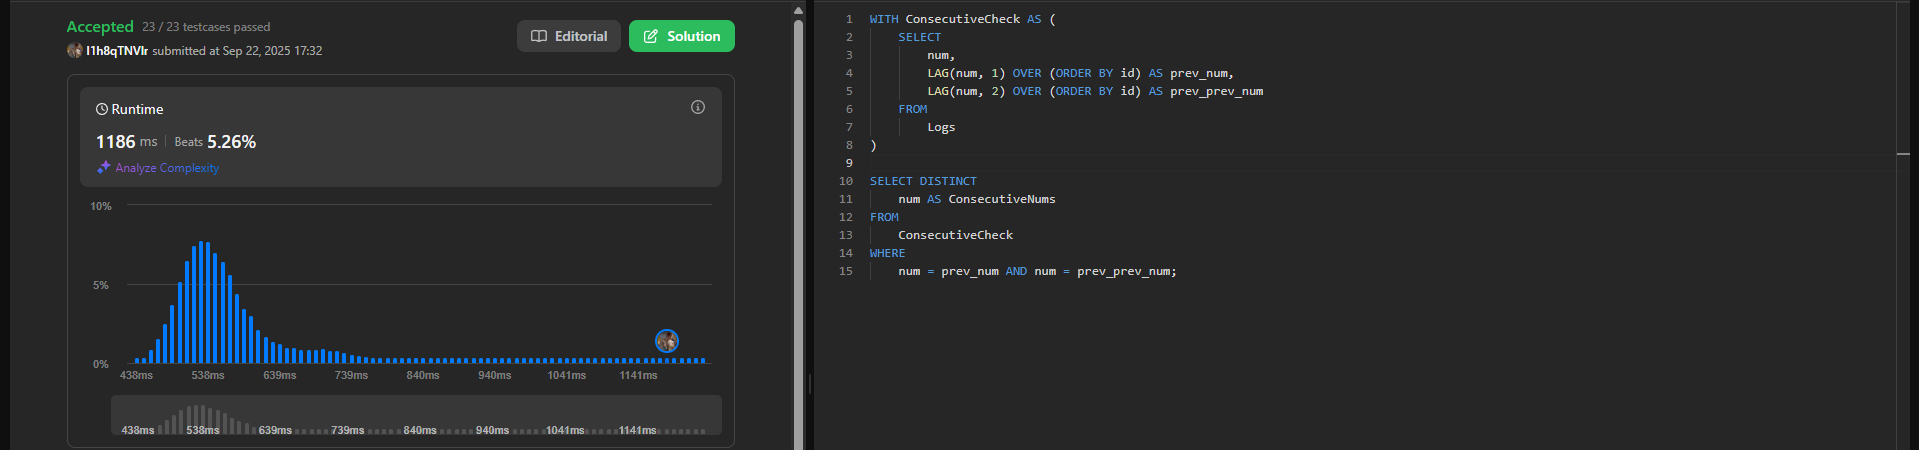 Accepted 23 / 23 testcases passed
l1h8qTNVIr submitted at Sep 22, 2025 17:32
Editorial
Solution
Runtime
1186 ms | Beats 5.26%
Analyze Complexity
10%
5%
0%
438ms 538ms 639ms 739ms 840ms 940ms 1041ms 1141ms
438ms 538ms 639ms 739ms 840ms 940ms 1041ms 1141ms
1 WITH ConsecutiveCheck AS (
2 SELECT
3 num,
4 LAG(num, 1) OVER (ORDER BY id) AS prev_num,
5 LAG(num, 2) OVER (ORDER BY id) AS prev_prev_num
6 FROM
7 Logs
8 )
9
10 SELECT DISTINCT
11 num AS ConsecutiveNums
12 FROM
13 ConsecutiveCheck
14 WHERE
15 num = prev_num AND num = prev_prev_num;